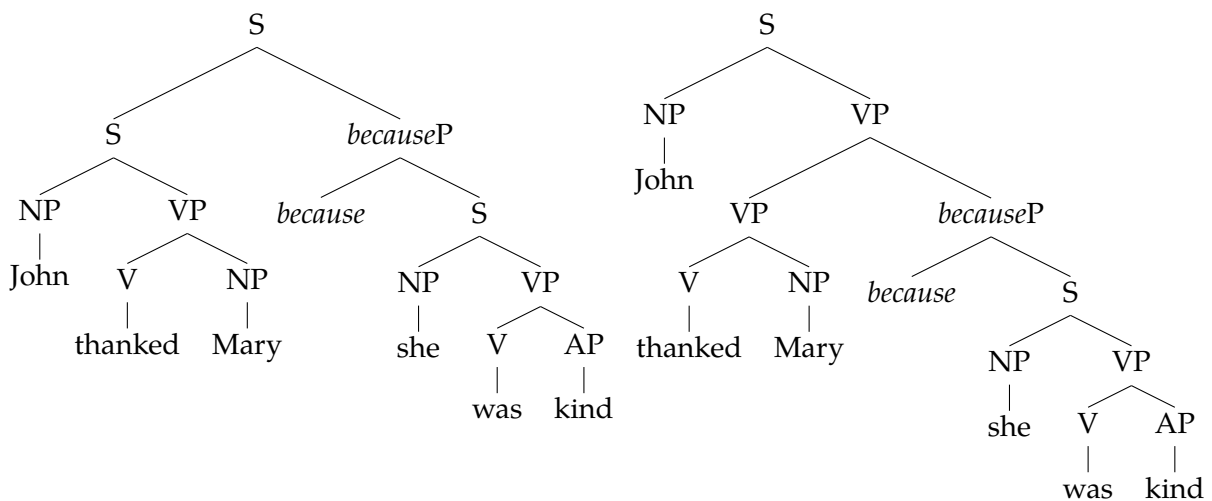 S S
S becauseP NP VP
John
NP VP because S VP becauseP
John V NP NP VP V NP because S
thanked Mary she V AP thanked Mary NP VP
was kind she V AP
was kind